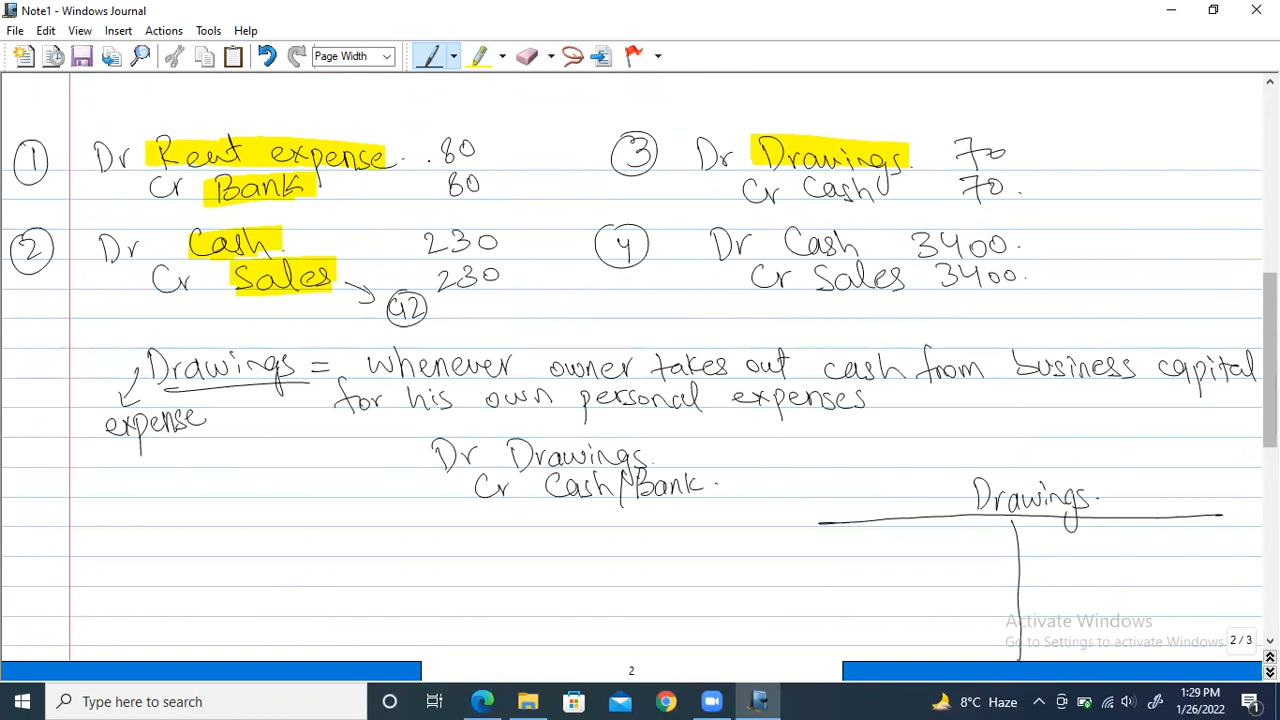 Note1 - Windows Journal
File Edit View Insert Actions Tools Help
Page Width
1 Dr Rent expense. .80
Cr Bank 80
2 Dr Cash 230
Cr Sales 230
42
3 Dr Drawings. 70
Cr Cash 70.
4 Dr Cash 3400.
Cr Sales 3400.
Drawings = whenever owner takes out cash from business capital
for his own personal expenses
expense
Dr Drawings.
Cr Cash/Bank.
Drawings.
Activate Windows
Go to Settings to activate Windows.
2 / 3
2
Type here to search
8°C Haze
1:29 PM
1/26/2022
1